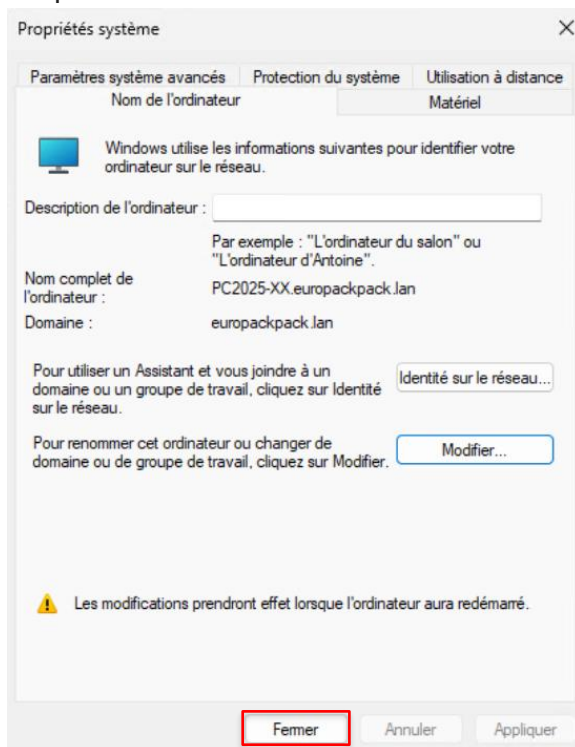 Propriétés système
Paramètres système avancés
Protection du système
Utilisation à distance
Nom de l'ordinateur
Matériel
Windows utilise les informations suivantes pour identifier votre
ordinateur sur le réseau.
Description de l'ordinateur :
Par exemple : "L'ordinateur du salon" ou
"L'ordinateur d'Antoine".
Nom complet de
l'ordinateur :
PC2025-XX.europackpack.lan
Domaine :
europackpack.lan
Pour utiliser un Assistant et vous joindre à un
domaine ou un groupe de travail, cliquez sur Identité
sur le réseau.
Identité sur le réseau...
Pour renommer cet ordinateur ou changer de
domaine ou de groupe de travail, cliquez sur Modifier.
Modifier...
Les modifications prendront effet lorsque l'ordinateur aura redémarré.
Fermer
Annuler
Appliquer